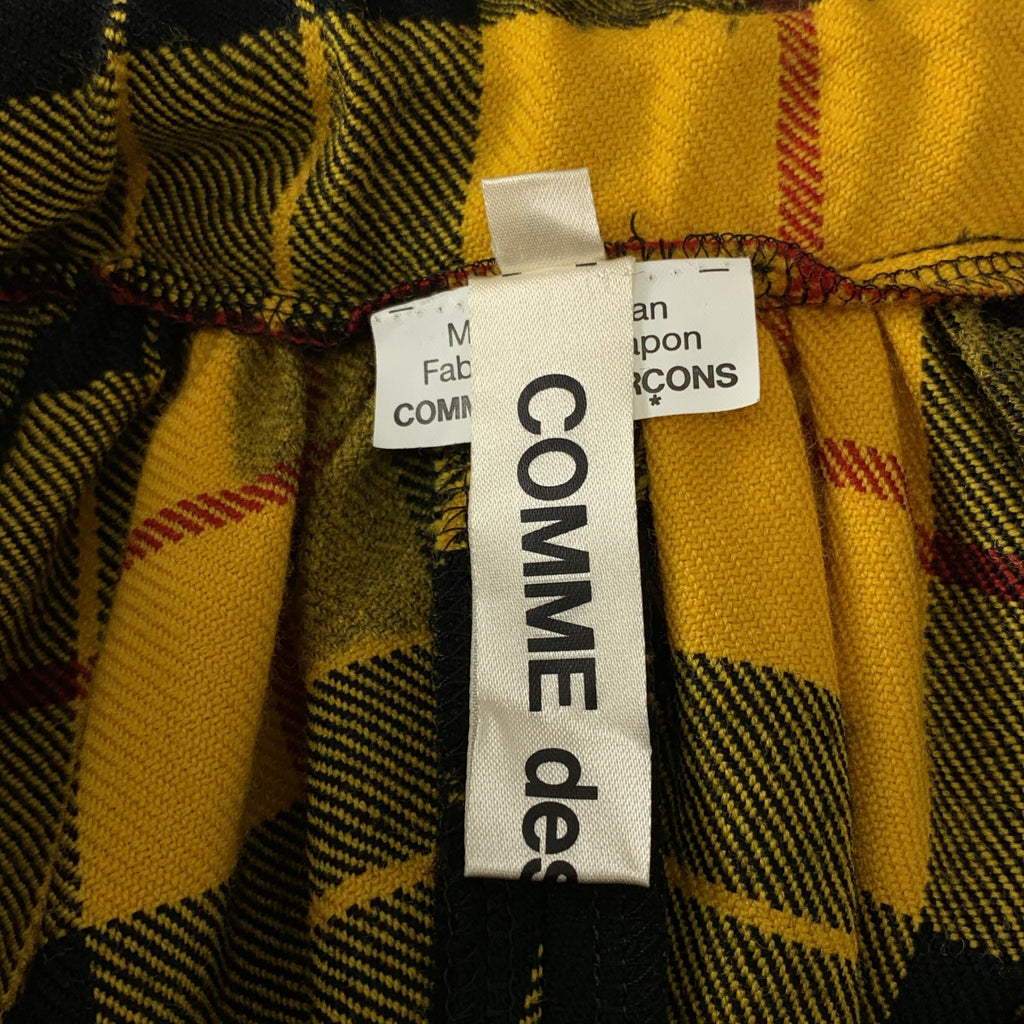 COMME des
M an
Fab apon
COMM RÇONS
*